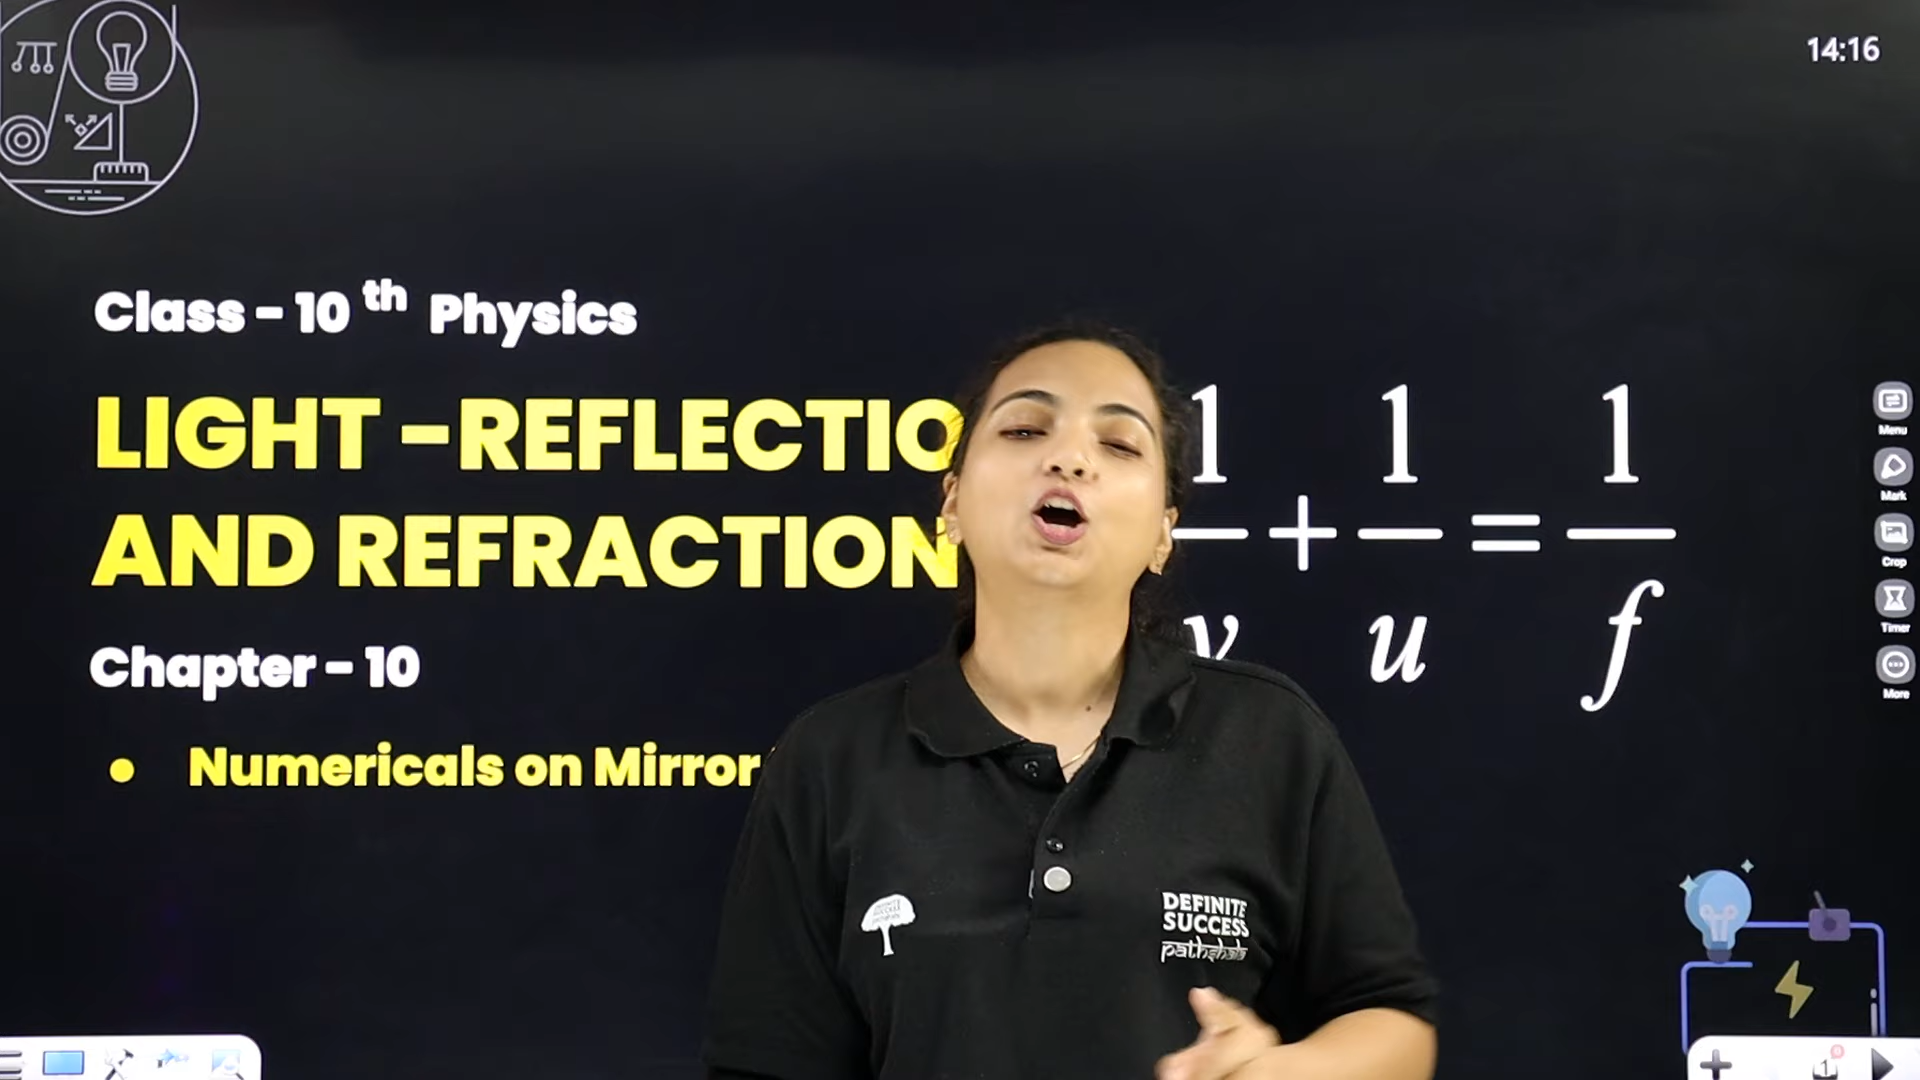 14:16
Class - 10 th Physics
LIGHT -REFLECTIO
AND REFRACTION
Chapter - 10
• Numericals on Mirror
1 1 1
+ =
v u f
Menu
Mark
Crop
Timer
More
DEFINITE
SUCCESS
pathshala